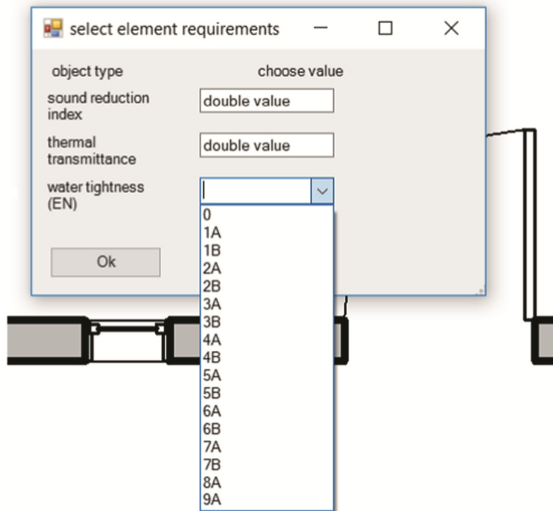 select element requirements
object type choose value
sound reduction
index
double value
thermal
transmittance
double value
water tightness
(EN)
0
1A
1B
2A
2B
3A
3B
4A
4B
5A
5B
6A
6B
7A
7B
8A
9A
Ok